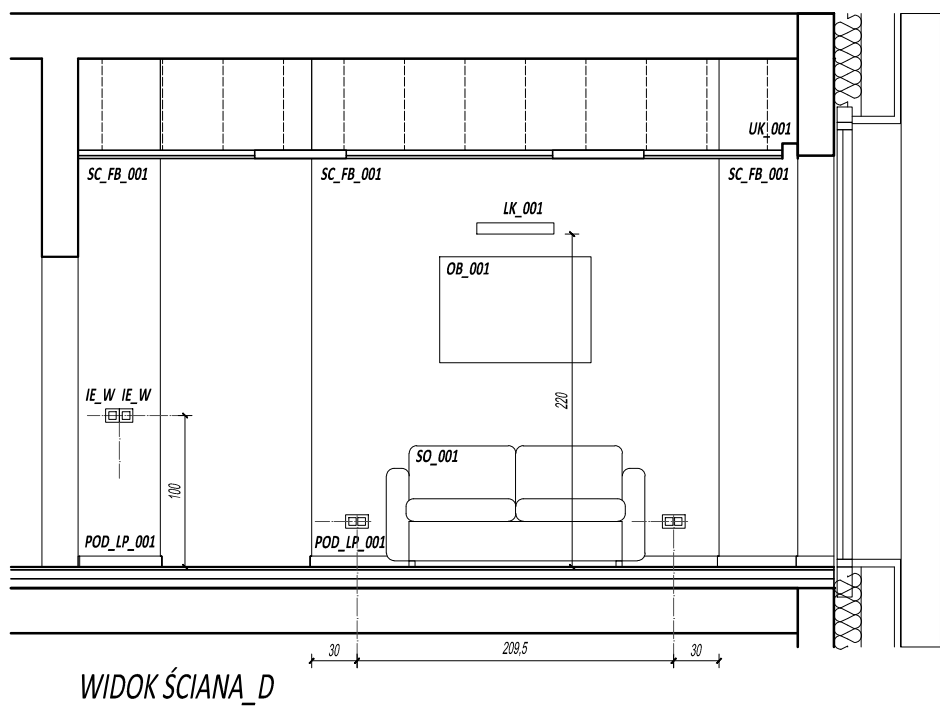 UK_001
SC_FB_001
SC_FB_001
SC_FB_001
LK_001
OB_001
IE_W IE_W
220
SO_001
100
POD_LP_001
POD_LP_001
30
209,5
30
WIDOK ŚCIANA_D